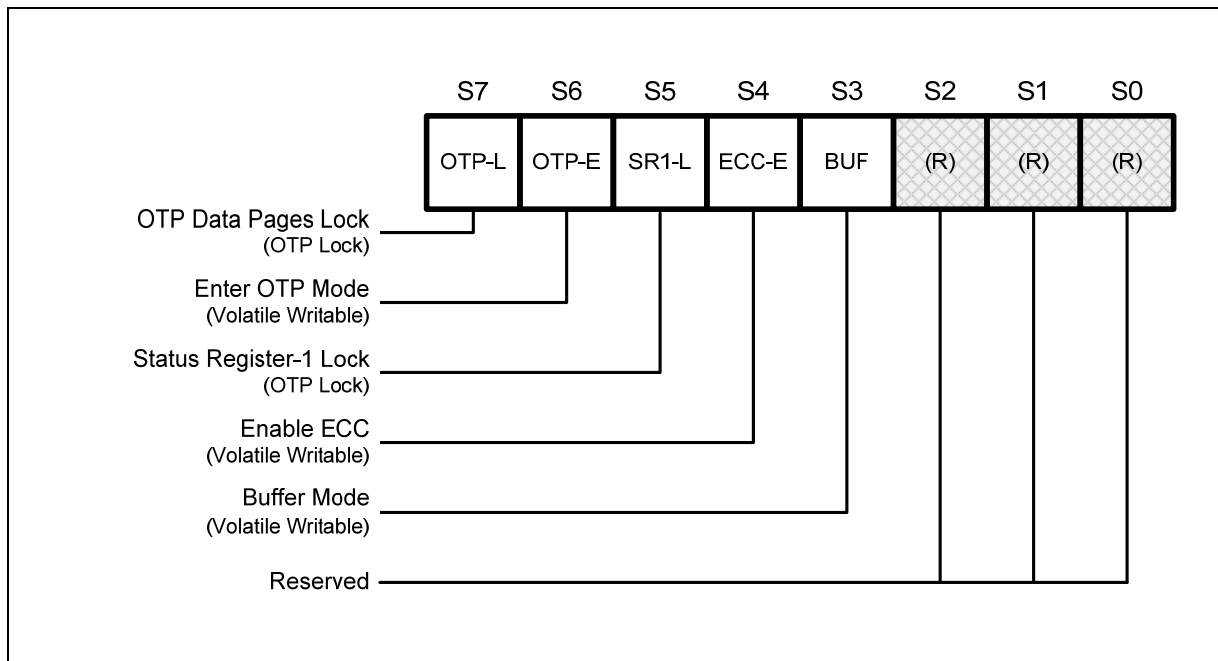 S7 S6 S5 S4 S3 S2 S1 S0
OTP-L OTP-E SR1-L ECC-E BUF (R) (R) (R)
OTP Data Pages Lock
(OTP Lock)
Enter OTP Mode
(Volatile Writable)
Status Register-1 Lock
(OTP Lock)
Enable ECC
(Volatile Writable)
Buffer Mode
(Volatile Writable)
Reserved